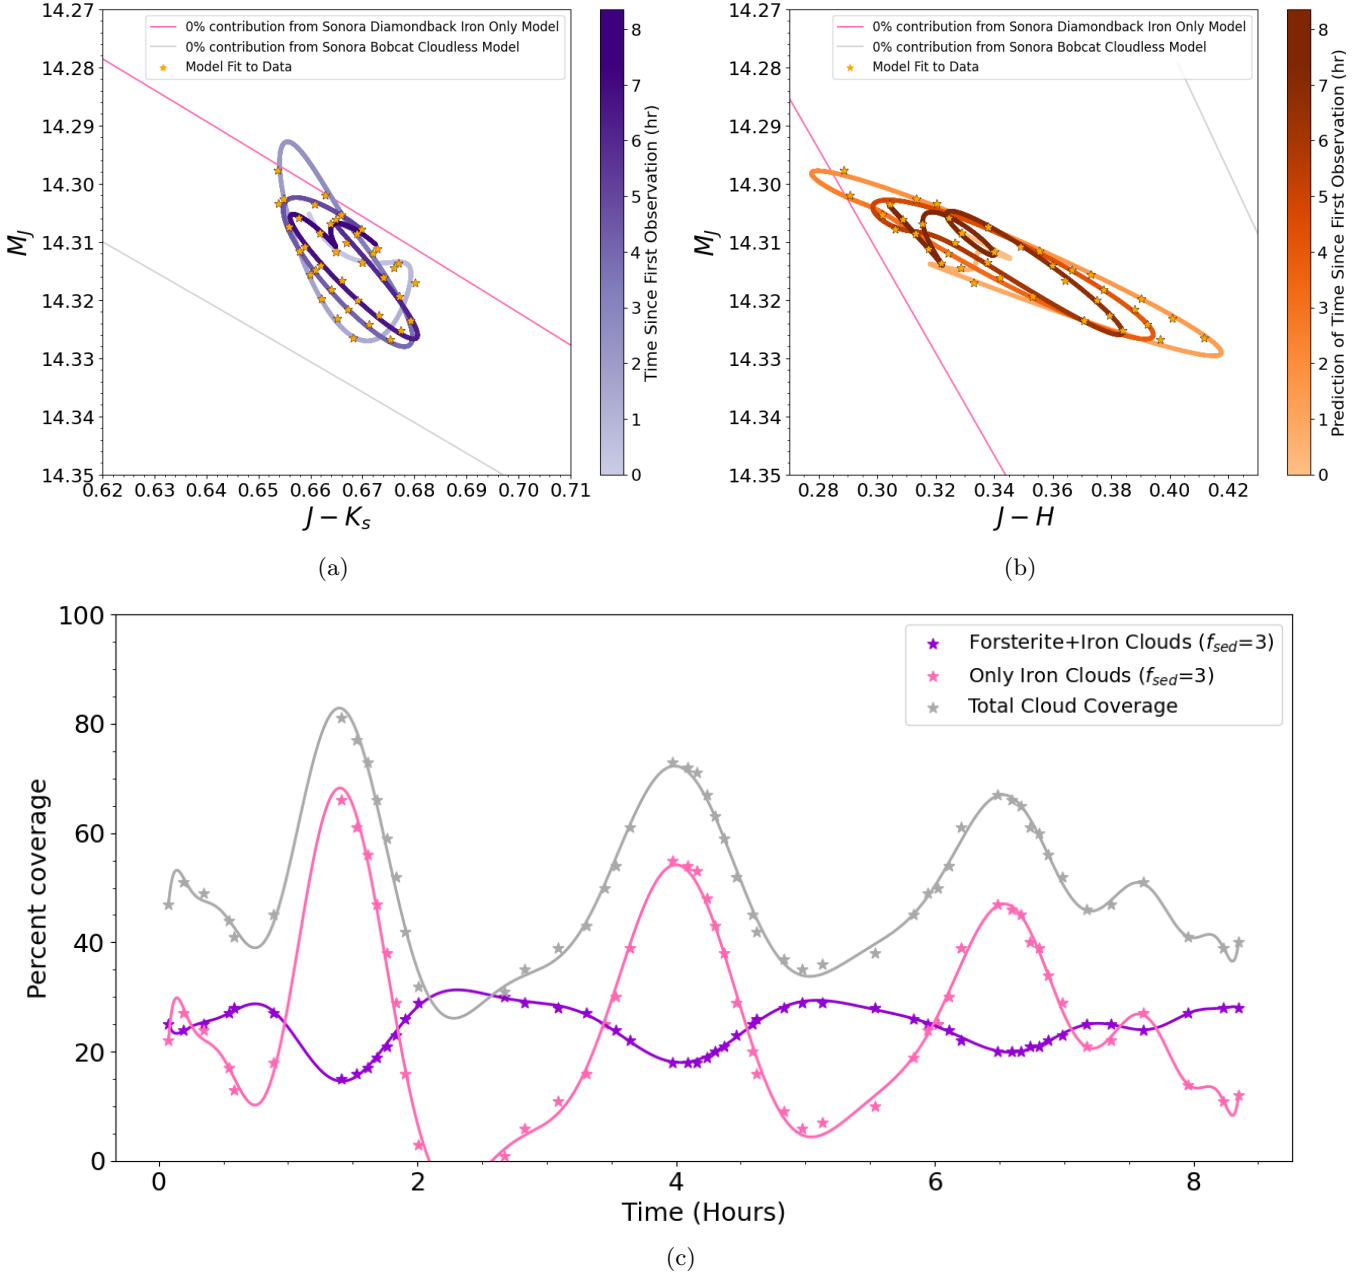 0% contribution from Sonora Diamondback Iron Only Model
0% contribution from Sonora Bobcat Cloudless Model
Model Fit to Data
14.27
14.28
14.29
14.30
14.31
14.32
14.33
14.34
14.35
M_J
0.62 0.63 0.64 0.65 0.66 0.67 0.68 0.69 0.70 0.71
J − K_s
8
7
6
5
4
3
2
1
0
Time Since First Observation (hr)
(a)
0% contribution from Sonora Diamondback Iron Only Model
0% contribution from Sonora Bobcat Cloudless Model
Model Fit to Data
14.27
14.28
14.29
14.30
14.31
14.32
14.33
14.34
14.35
M_J
0.28 0.30 0.32 0.34 0.36 0.38 0.40 0.42
J − H
8
7
6
5
4
3
2
1
0
Prediction of Time Since First Observation (hr)
(b)
100
80
60
40
20
0
Percent coverage
Forsterite+Iron Clouds (f_sed=3)
Only Iron Clouds (f_sed=3)
Total Cloud Coverage
0 2 4 6 8
Time (Hours)
(c)